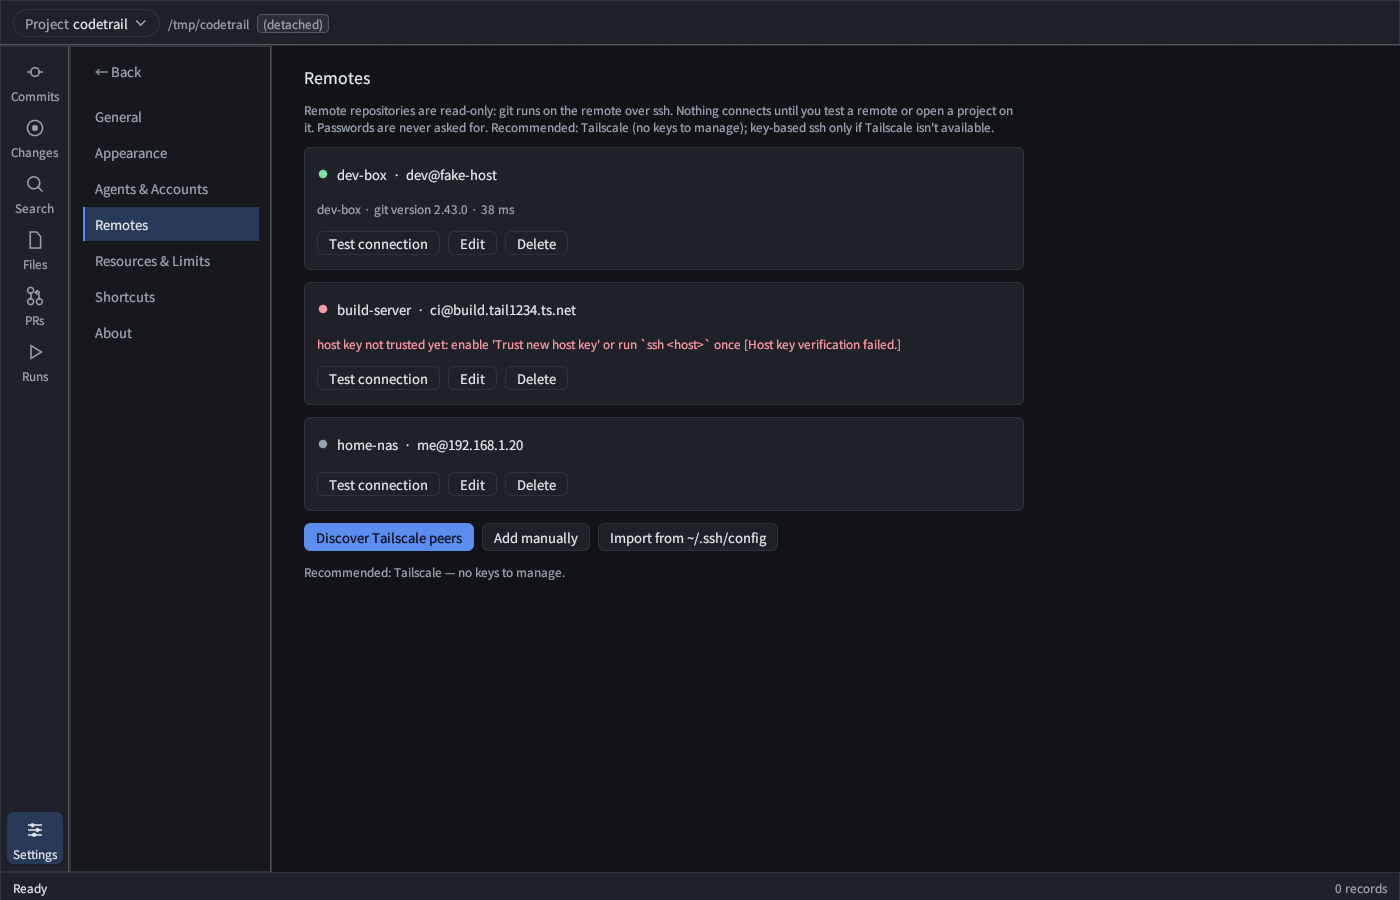 Project codetrail /tmp/codetrail (detached)
Commits
Changes
Search
Files
PRs
Runs
Settings
← Back
General
Appearance
Agents & Accounts
Remotes
Resources & Limits
Shortcuts
About
Remotes
Remote repositories are read-only: git runs on the remote over ssh. Nothing connects until you test a remote or open a project on
it. Passwords are never asked for. Recommended: Tailscale (no keys to manage); key-based ssh only if Tailscale isn't available.
dev-box · dev@fake-host
dev-box · git version 2.43.0 · 38 ms
Test connection Edit Delete
build-server · ci@build.tail1234.ts.net
host key not trusted yet: enable 'Trust new host key' or run `ssh <host>` once [Host key verification failed.]
Test connection Edit Delete
home-nas · me@192.168.1.20
Test connection Edit Delete
Discover Tailscale peers Add manually Import from ~/.ssh/config
Recommended: Tailscale — no keys to manage.
Ready 0 records